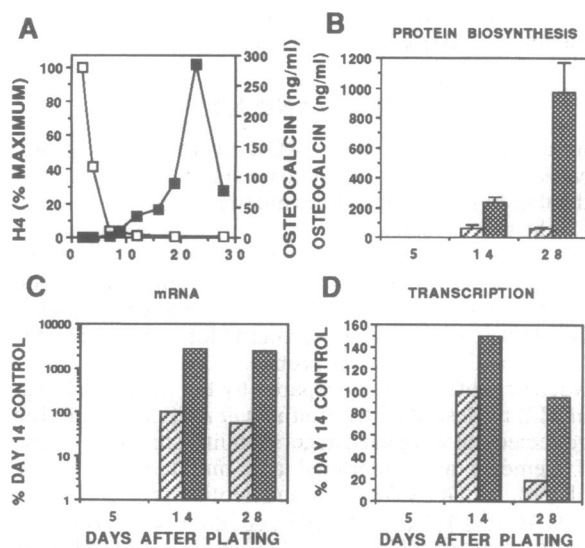 A
H4 (% MAXIMUM)
100
80
60
40
20
0
0 10 20 30
300
250
200
150
100
50
0
OSTEOCALCIN (ng/ml)
B
PROTEIN BIOSYNTHESIS
OSTEOCALCIN (ng/ml)
1200
1000
800
600
400
200
0
5 14 28
C
mRNA
% DAY 14 CONTROL
10000
1000
100
10
1
5 14 28
DAYS AFTER PLATING
D
TRANSCRIPTION
% DAY 14 CONTROL
160
140
120
100
80
60
40
20
0
5 14 28
DAYS AFTER PLATING